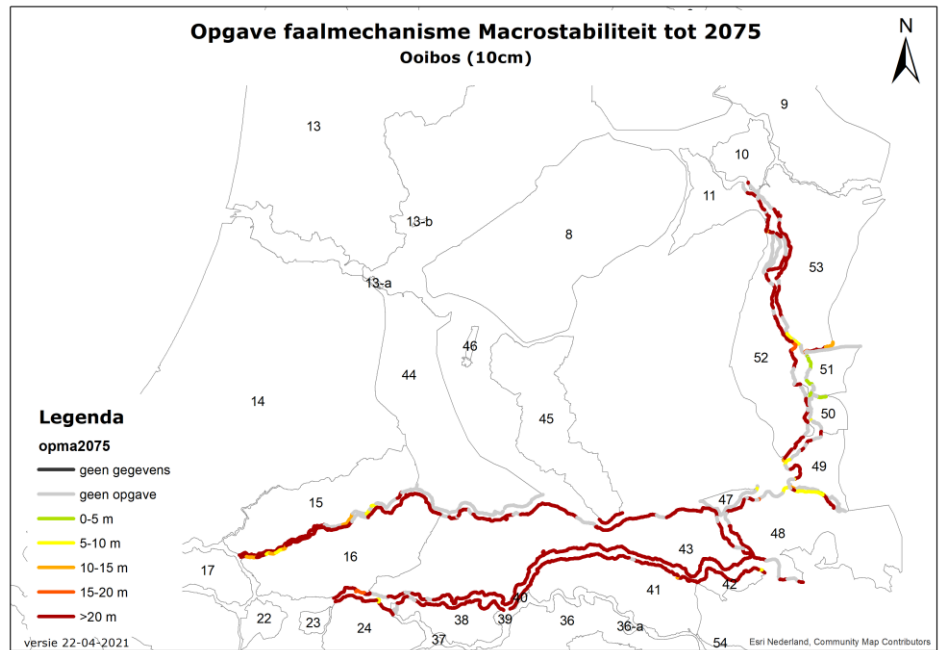 Opgave faalmechanisme Macrostabiliteit tot 2075
Ooibos (10cm)
N
9
13
10
11
13-b
8
53
13-a
46
52
51
44
14
45
50
49
15
47
48
16
43
17
42
41
40
22
23
24
38
39
36
36-a
37
54
Legenda
opma2075
geen gegevens
geen opgave
0-5 m
5-10 m
10-15 m
15-20 m
>20 m
versie 22-04-2021
Esri Nederland, Community Map Contributors